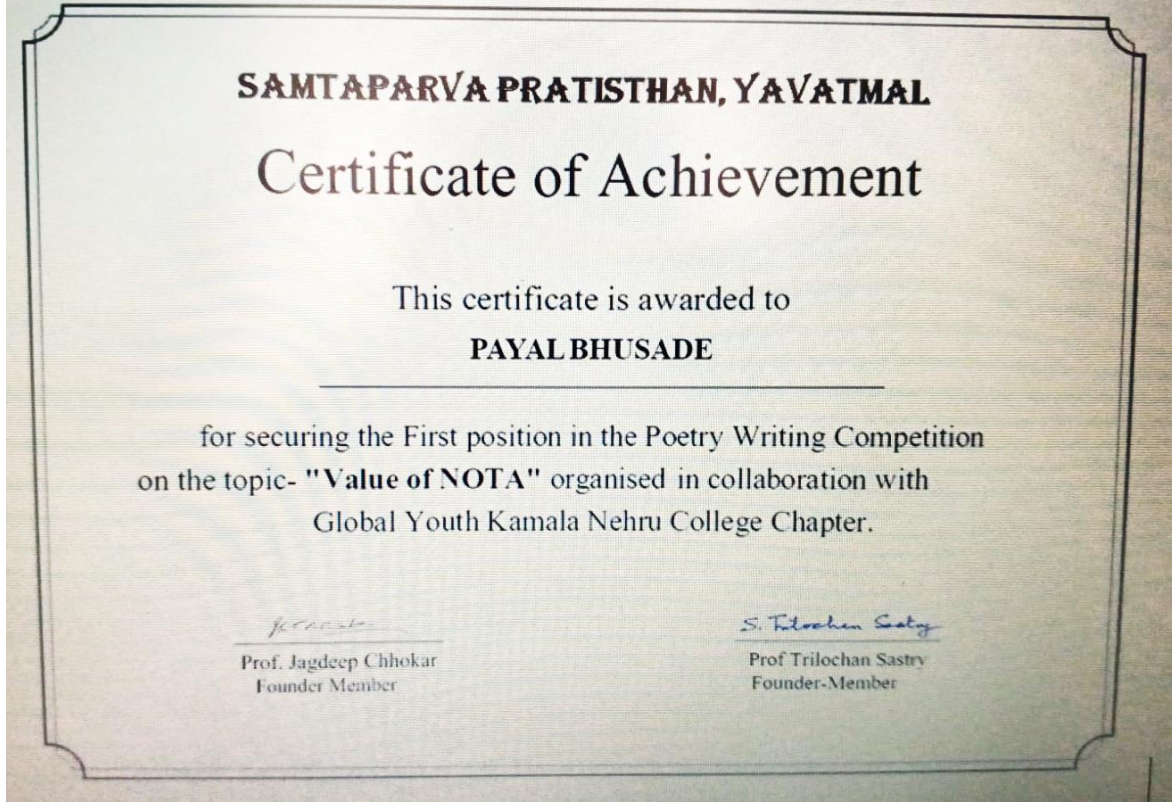 SAMTAPARVA PRATISTHAN, YAVATMAL
Certificate of Achievement
This certificate is awarded to
PAYAL BHUSADE
for securing the First position in the Poetry Writing Competition
on the topic- "Value of NOTA" organised in collaboration with
Global Youth Kamala Nehru College Chapter.
S. Trilochan Sastry
Prof. Jagdeep Chhokar
Prof Trilochan Sastry
Founder Member
Founder-Member